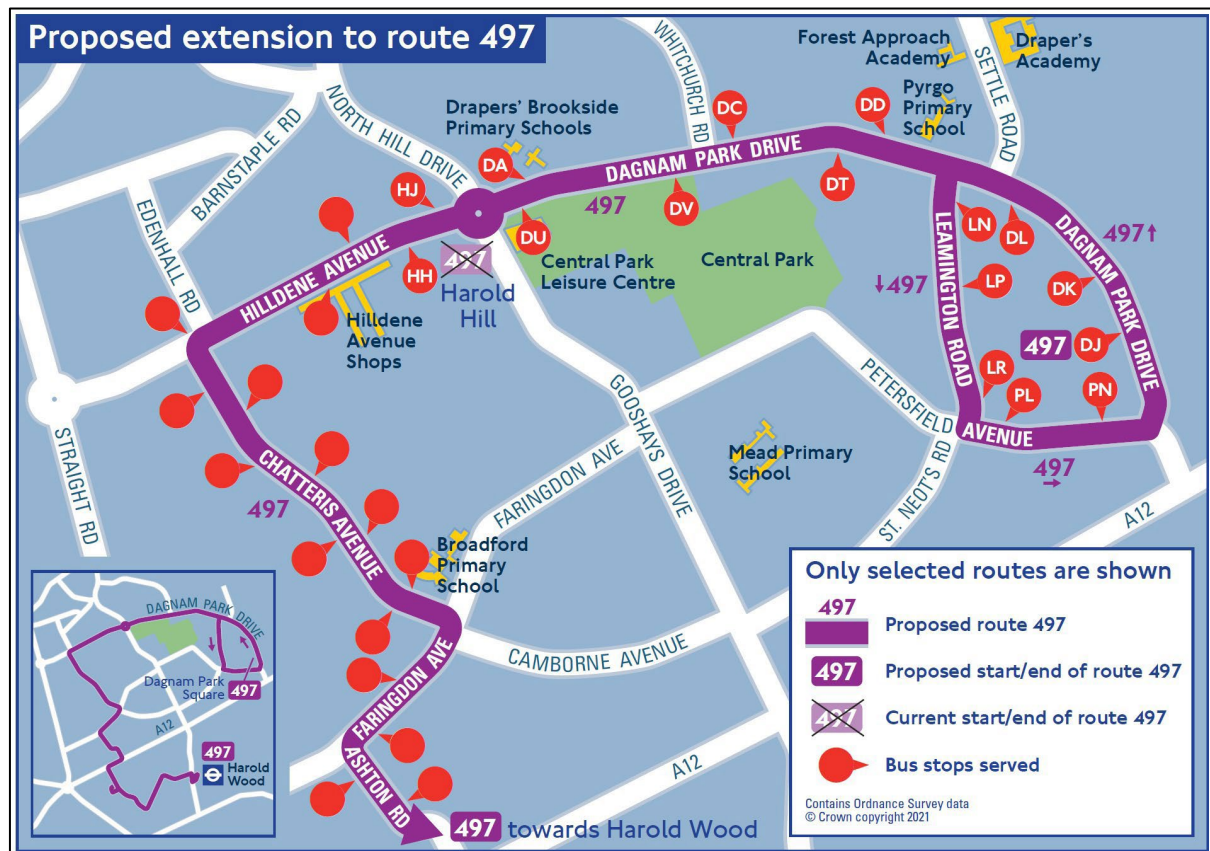 Proposed extension to route 497
WHITCHURCH RD
Forest Approach
Academy
SETTLE ROAD
Draper's
Academy
Pyrgo
Primary
School
NORTH HILL DRIVE
Drapers' Brookside
Primary Schools
BARNSTAPLE RD
EDENHALL RD
DC
DD
DA
DAGNAM PARK DRIVE
497
HJ
DV
DT
DU
HH
497
Harold
Hill
HILLDENE AVENUE
Hilldene
Avenue
Shops
Central Park
Leisure Centre
Central Park
LN
DL
DAGNAM PARK DRIVE
497↑
LEAMINGTON ROAD
↓497
LP
DK
497
DJ
LR
PL
PN
PETERSFIELD
AVENUE
497
→
STRAIGHT RD
CHATTERIS AVENUE
497
GOOSHAYS DRIVE
FARINGDON AVE
Mead Primary
School
ST. NEOT'S RD
A12
Broadford
Primary
School
CAMBORNE AVENUE
FARINGDON AVE
ASHTON RD
A12
497 towards Harold Wood
DAGNAM PARK DRIVE
Dagnam Park
Square
497
A12
497
Harold
Wood
Only selected routes are shown
497
Proposed route 497
497
Proposed start/end of route 497
497
Current start/end of route 497
Bus stops served
Contains Ordnance Survey data
© Crown copyright 2021